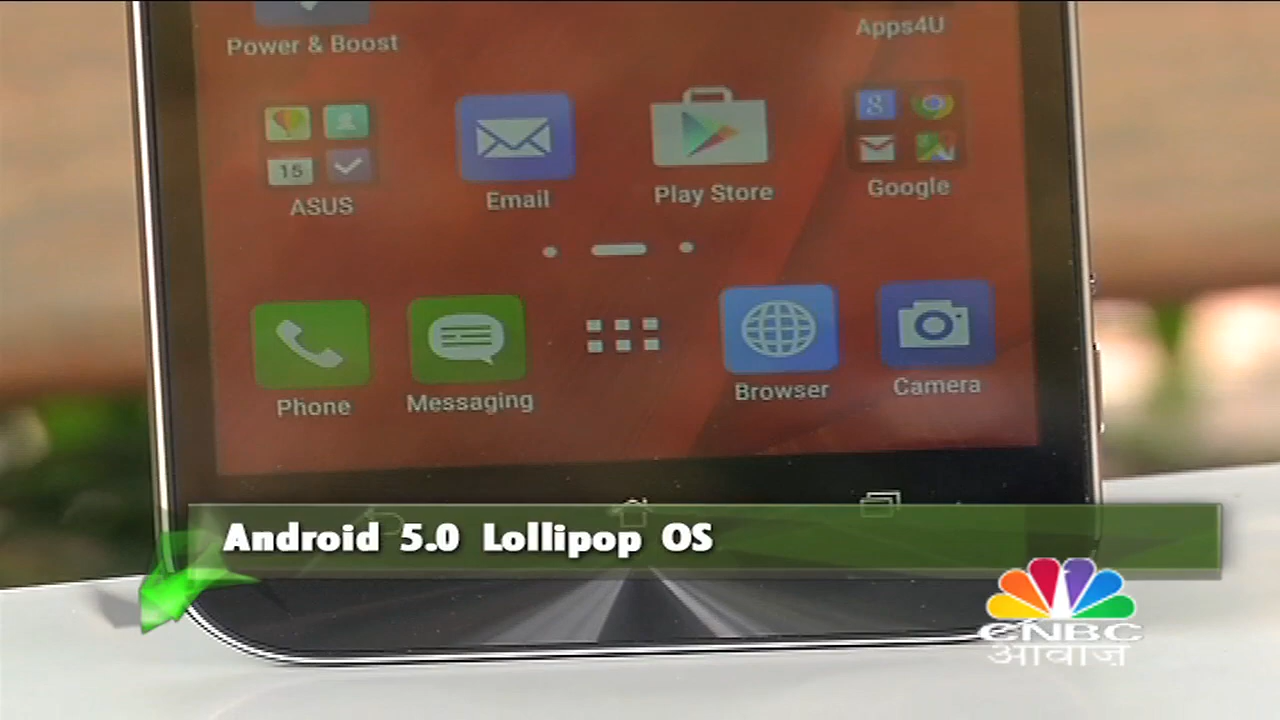 Power & Boost
Apps4U
8
15
ASUS
Email
Play Store
Google
Phone
Messaging
Browser
Camera
Android 5.0 Lollipop OS
CNBC
आवाज़